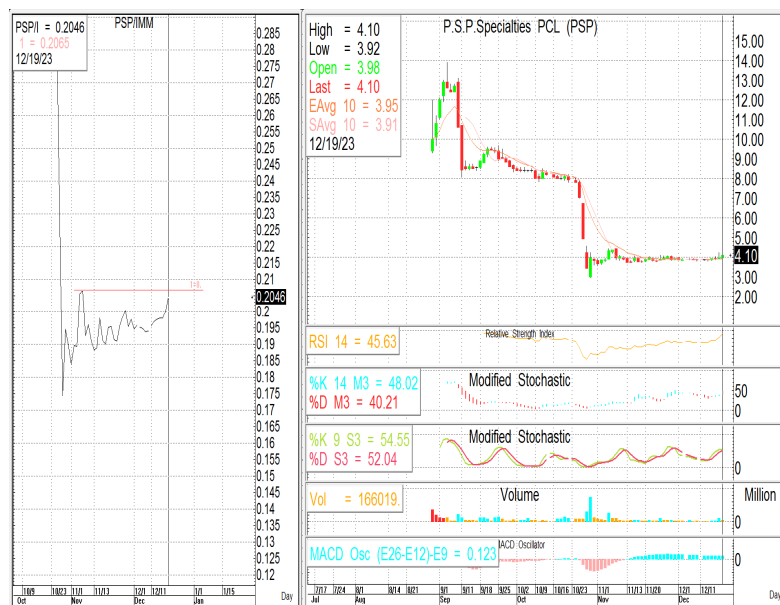 PSP/IMM
PSP/I = 0.2046
1 = 0.2065
12/19/23
0.285
0.28
0.275
0.27
0.265
0.26
0.255
0.25
0.245
0.24
0.235
0.23
0.225
0.22
0.215
0.21
0.2046
0.195
0.19
0.185
0.18
0.175
0.17
0.165
0.16
0.155
0.15
0.145
0.14
0.135
0.13
0.125
0.12
10/9 10/23 11/1 11/13 12/1 12/11 1/1 1/15
Oct Nov Dec Jan
Day
P.S.P.Specialties PCL (PSP)
High = 4.10
Low = 3.92
Open = 3.98
Last = 4.10
EAvg 10 = 3.95
SAvg 10 = 3.91
12/19/23
15.00
14.00
13.00
12.00
11.00
10.00
9.00
8.00
7.00
6.00
5.00
4.10
3.00
2.00
Relative Strength Index
RSI 14 = 45.63
Modified Stochastic
%K 14 M3 = 48.02
%D M3 = 40.21
50
0
Modified Stochastic
%K 9 S3 = 54.55
%D S3 = 52.04
0
Volume
Vol = 166019.
Million
0
MACD Oscillator
MACD Osc (E26-E12)-E9 = 0.123
0
7/17 7/24 8/1 8/14 8/21 9/1 9/11 9/18 10/2 10/16 11/1 11/13 11/20 12/1 12/11
Jul Aug Sep Oct Nov Dec
Day